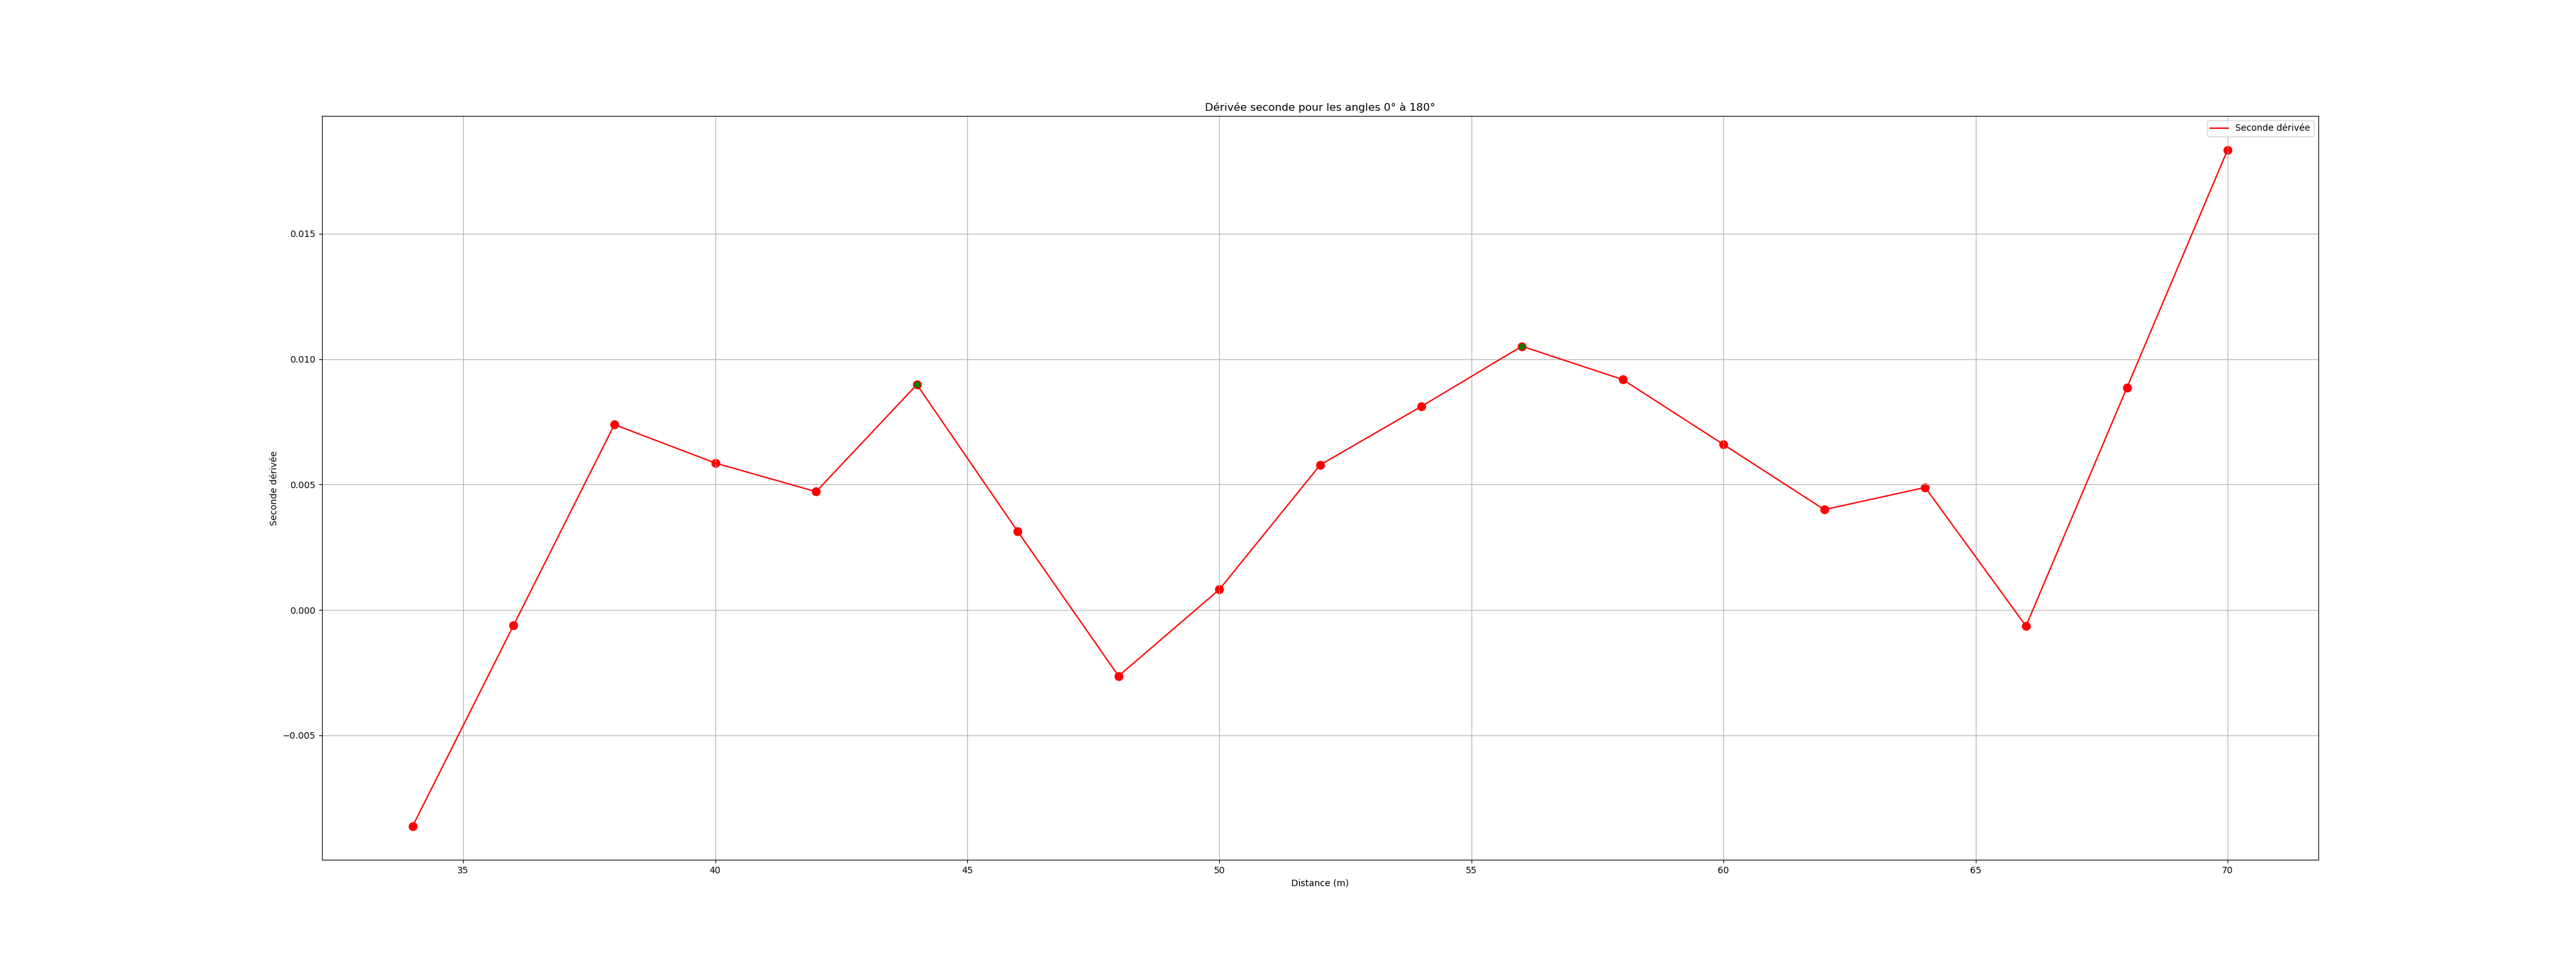 Dérivée seconde pour les angles 0° à 180°
Seconde dérivée
0.015
0.010
0.005
0.000
−0.005
Seconde dérivée
35 40 45 50 55 60 65 70
Distance (m)